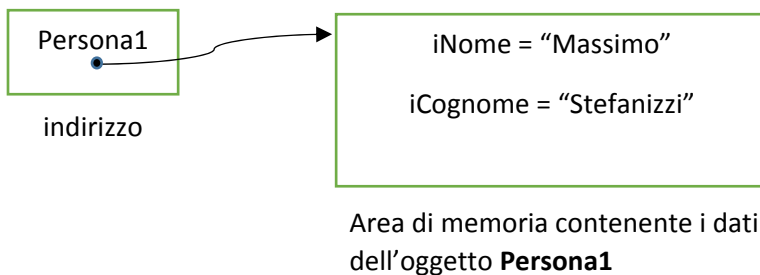 Persona1
indirizzo
iNome = “Massimo”
iCognome = “Stefanizzi”
Area di memoria contenente i dati
dell’oggetto Persona1